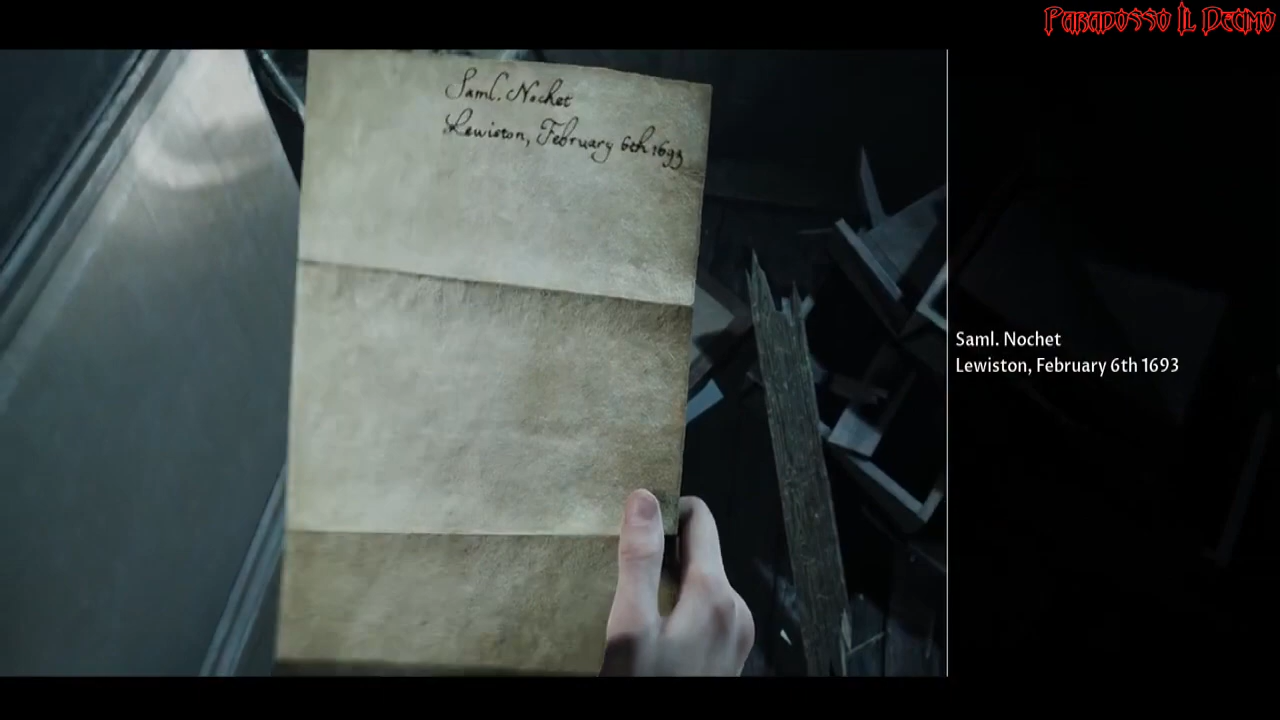 Paradosso Il Decimo
Saml. Nochet
Lewiston, February 6th 1693
Saml. Nochet
Lewiston, February 6th 1693